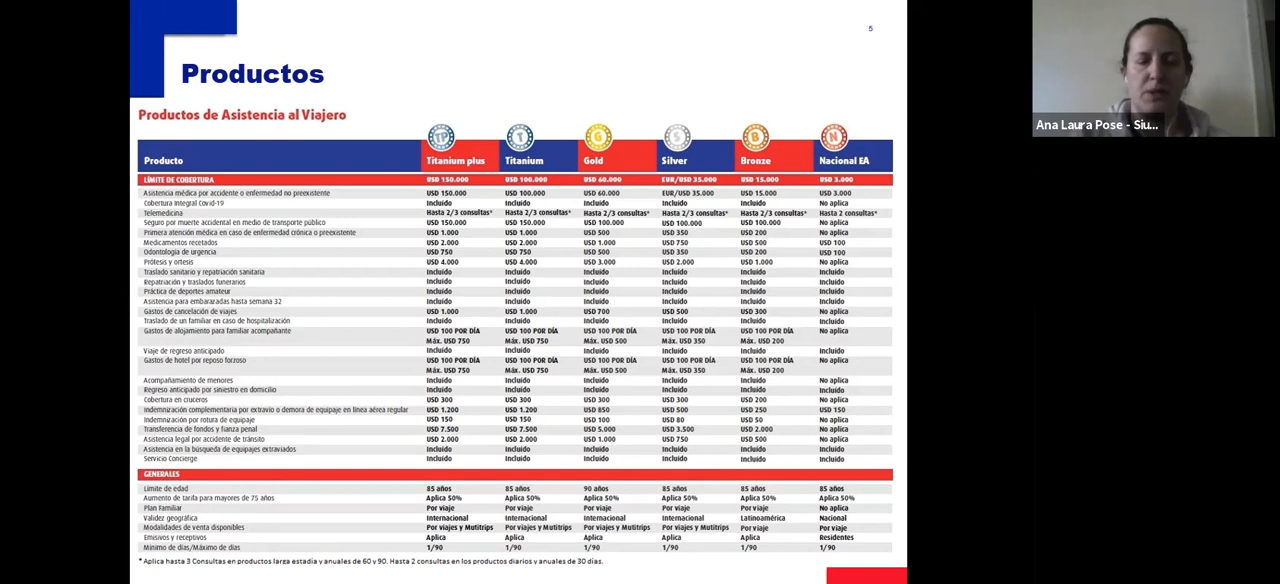 5
Productos
Productos de Asistencia al Viajero
TP T G S B N
Producto Titanium plus Titanium Gold Silver Bronze Nacional EA
LÍMITE DE COBERTURA USD 150.000 USD 100.000 USD 60.000 EUR/USD 35.000 USD 15.000 USD 3.000
Asistencia médica por accidente o enfermedad no preexistente USD 150.000 USD 100.000 USD 60.000 EUR/USD 35.000 USD 15.000 USD 3.000
Cobertura Integral Covid-19 Incluido Incluido Incluido Incluido Incluido No aplica
Telemedicina Hasta 2/3 consultas* Hasta 2/3 consultas* Hasta 2/3 consultas* Hasta 2/3 consultas* Hasta 2/3 consultas* Hasta 2 consultas*
Seguro por muerte accidental en medio de transporte público USD 150.000 USD 150.000 USD 100.000 USD 100.000 USD 100.000 No aplica
Primera atención médica en caso de enfermedad crónica o preexistente USD 1.000 USD 1.000 USD 500 USD 350 USD 200 No aplica
Medicamentos recetados USD 2.000 USD 2.000 USD 1.000 USD 750 USD 500 USD 100
Odontología de urgencia USD 750 USD 750 USD 500 USD 350 USD 200 USD 100
Prótesis y ortesis USD 4.000 USD 4.000 USD 3.000 USD 2.000 USD 1.000 No aplica
Traslado sanitario y repatriación sanitaria Incluido Incluido Incluido Incluido Incluido Incluido
Repatriación y traslados funerarios Incluido Incluido Incluido Incluido Incluido Incluido
Práctica de deportes amateur Incluido Incluido Incluido Incluido Incluido Incluido
Asistencia para embarazadas hasta semana 32 Incluido Incluido Incluido Incluido Incluido Incluido
Gastos de cancelación de viajes USD 1.000 USD 1.000 USD 700 USD 500 USD 300 No aplica
Traslado de un familiar en caso de hospitalización Incluido Incluido Incluido Incluido Incluido Incluido
Gastos de alojamiento para familiar acompañante USD 100 POR DÍA USD 100 POR DÍA USD 100 POR DÍA USD 100 POR DÍA USD 100 POR DÍA No aplica
Máx. USD 750 Máx. USD 750 Máx. USD 500 Máx. USD 350 Máx. USD 200
Viaje de regreso anticipado Incluido Incluido Incluido Incluido Incluido Incluido
Gastos de hotel por reposo forzoso USD 100 POR DÍA USD 100 POR DÍA USD 100 POR DÍA USD 100 POR DÍA USD 100 POR DÍA No aplica
Máx. USD 750 Máx. USD 750 Máx. USD 500 Máx. USD 350 Máx. USD 200
Acompañamiento de menores Incluido Incluido Incluido Incluido Incluido No aplica
Regreso anticipado por siniestro en domicilio Incluido Incluido Incluido Incluido Incluido Incluido
Cobertura en cruceros USD 300 USD 300 USD 300 USD 300 USD 200 No aplica
Indemnización complementaria por extravío o demora de equipaje en línea aérea regular USD 1.200 USD 1.200 USD 850 USD 500 USD 250 USD 150
Indemnización por rotura de equipaje USD 150 USD 150 USD 100 USD 80 USD 50 No aplica
Transferencia de fondos y fianza penal USD 7.500 USD 7.500 USD 5.000 USD 3.500 USD 2.000 No aplica
Asistencia legal por accidente de tránsito USD 2.000 USD 2.000 USD 1.000 USD 750 USD 500 No aplica
Asistencia en la búsqueda de equipajes extraviados Incluido Incluido Incluido Incluido Incluido Incluido
Servicio Concierge Incluido Incluido Incluido Incluido Incluido Incluido
GENERALES
Límite de edad 85 años 85 años 90 años 85 años 85 años 85 años
Aumento de tarifa para mayores de 75 años Aplica 50% Aplica 50% Aplica 50% Aplica 50% Aplica 50% Aplica 50%
Plan Familiar Por viaje Por viaje Por viaje Por viaje Por viaje No aplica
Validez geográfica Internacional Internacional Internacional Internacional Latinoamérica Nacional
Modalidades de venta disponibles Por viajes y Mutitrips Por viajes y Mutitrips Por viajes y Mutitrips Por viajes y Mutitrips Por viaje Por viaje
Emisivos y receptivos Aplica Aplica Aplica Aplica Aplica Residentes
Mínimo de días/Máximo de días 1/90 1/90 1/90 1/90 1/90 1/90
* Aplica hasta 3 Consultas en productos larga estadía y anuales de 60 y 90. Hasta 2 consultas en los productos diarios y anuales de 30 días.
Ana Laura Pose - Siu...